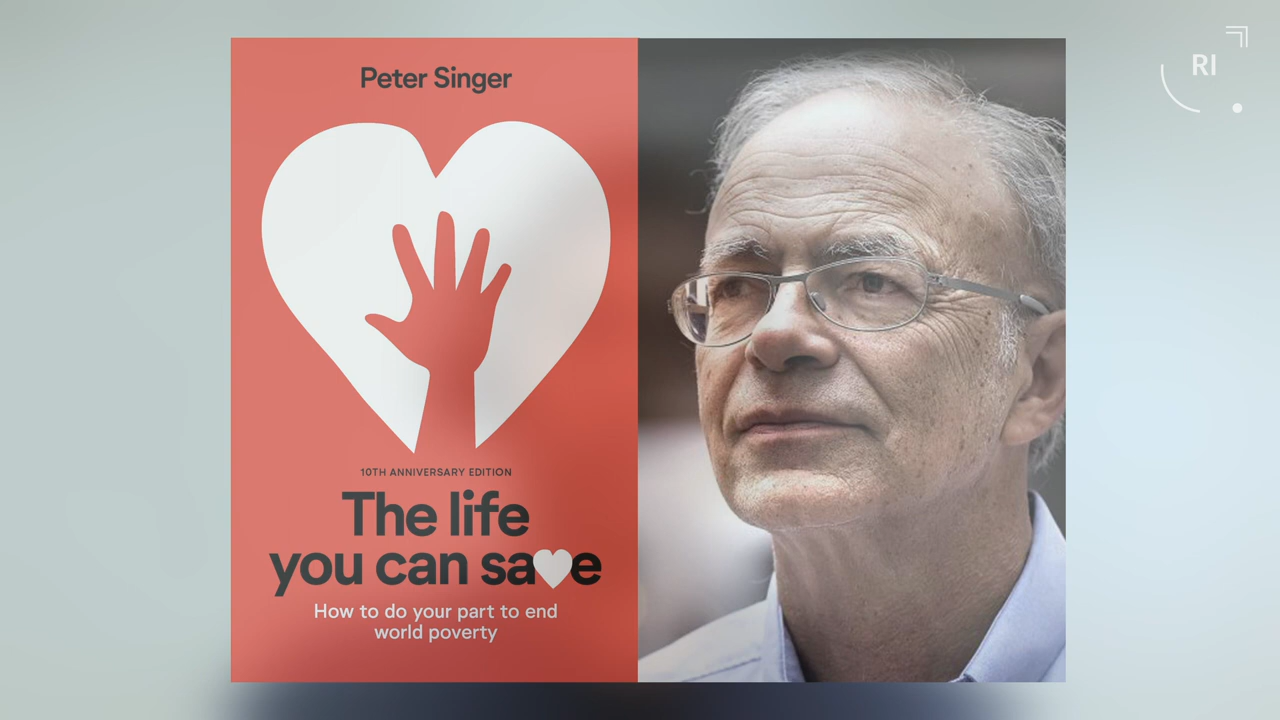 Peter Singer
10TH ANNIVERSARY EDITION
The life
you can save
How to do your part to end
world poverty
RI